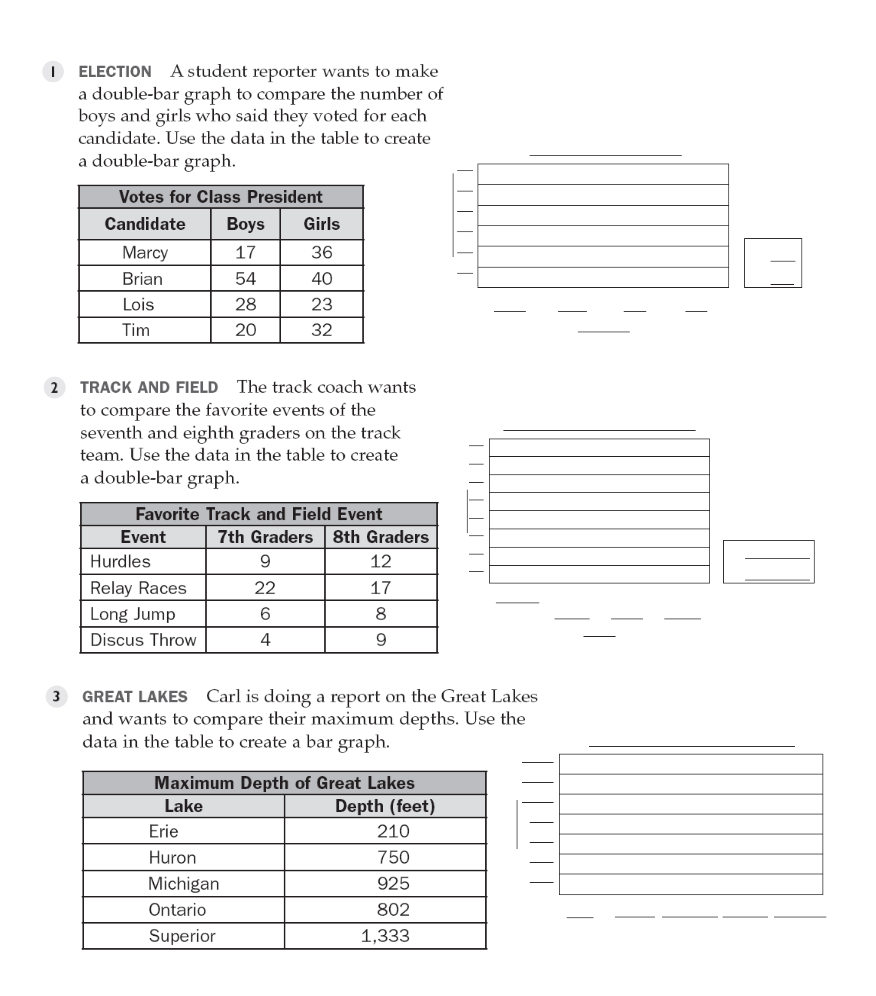 1 ELECTION A student reporter wants to make
a double-bar graph to compare the number of
boys and girls who said they voted for each
candidate. Use the data in the table to create
a double-bar graph.
Votes for Class President
Candidate Boys Girls
Marcy 17 36
Brian 54 40
Lois 28 23
Tim 20 32
2 TRACK AND FIELD The track coach wants
to compare the favorite events of the
seventh and eighth graders on the track
team. Use the data in the table to create
a double-bar graph.
Favorite Track and Field Event
Event 7th Graders 8th Graders
Hurdles 9 12
Relay Races 22 17
Long Jump 6 8
Discus Throw 4 9
3 GREAT LAKES Carl is doing a report on the Great Lakes
and wants to compare their maximum depths. Use the
data in the table to create a bar graph.
Maximum Depth of Great Lakes
Lake Depth (feet)
Erie 210
Huron 750
Michigan 925
Ontario 802
Superior 1,333